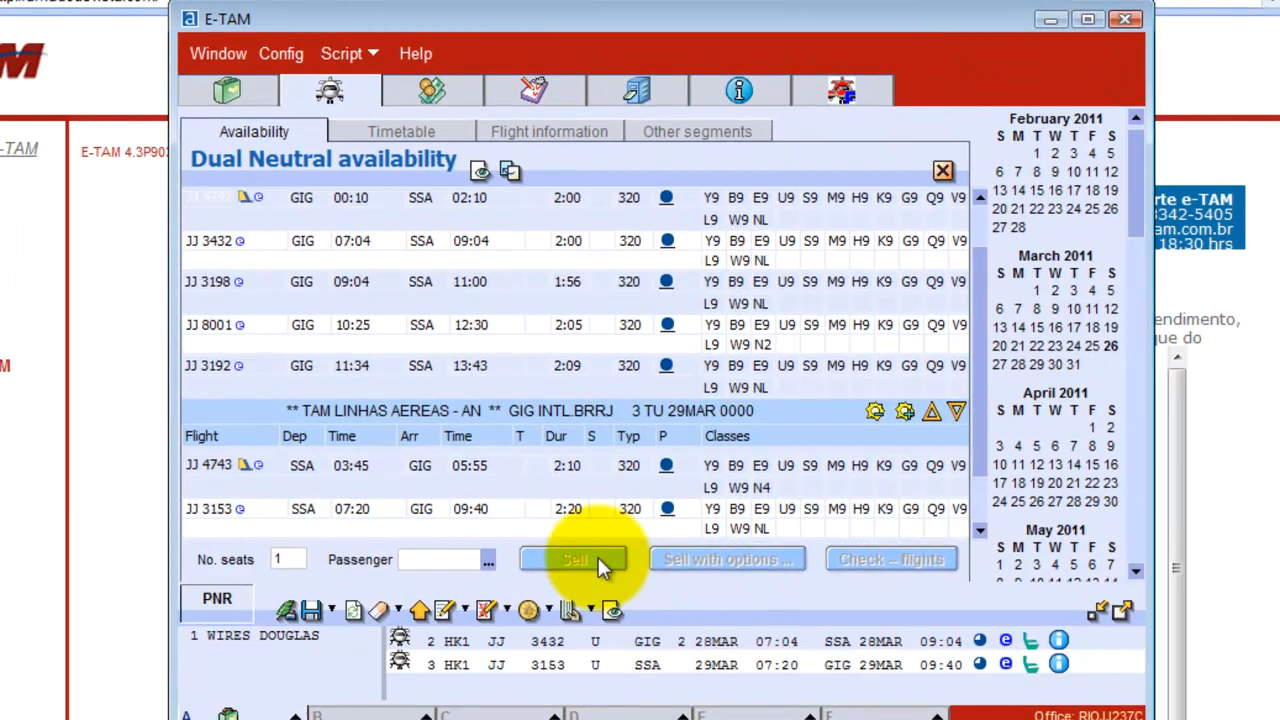 E-TAM
Window Config Script Help
-TAM
E-TAM 4.3P903
Availability Timetable Flight information Other segments
Dual Neutral availability
GIG 00:10 SSA 02:10 2:00 320 Y9 B9 E9 U9 S9 M9 H9 K9 G9 Q9 V9
L9 W9 NL
JJ 3432 GIG 07:04 SSA 09:04 2:00 320 Y9 B9 E9 U9 S9 M9 H9 K9 G9 Q9 V9
L9 W9 NL
JJ 3198 GIG 09:04 SSA 11:00 1:56 320 Y9 B9 E9 U9 S9 M9 H9 K9 G9 Q9 V9
L9 W9 NL
JJ 8001 GIG 10:25 SSA 12:30 2:05 320 Y9 B9 E9 U9 S9 M9 H9 K9 G9 Q9 V9
L9 W9 N2
JJ 3192 GIG 11:34 SSA 13:43 2:09 320 Y9 B9 E9 U9 S9 M9 H9 K9 G9 Q9 V9
L9 W9 NL
** TAM LINHAS AEREAS - AN ** GIG INTL.BRRJ 3 TU 29MAR 0000
Flight Dep Time Arr Time T Dur S Typ P Classes
JJ 4743 SSA 03:45 GIG 05:55 2:10 320 Y9 B9 E9 U9 S9 M9 H9 K9 G9 Q9 V9
L9 W9 N4
JJ 3153 SSA 07:20 GIG 09:40 2:20 320 Y9 B9 E9 U9 S9 M9 H9 K9 G9 Q9 V9
L9 W9 NL
No. seats 1 Passenger ... Sell Sell with options ... Check - flights
PNR
1 WIRES DOUGLAS
2 HK1 JJ 3432 U GIG 2 28MAR 07:04 SSA 28MAR 09:04
3 HK1 JJ 3153 U SSA 29MAR 07:20 GIG 29MAR 09:40
A B C D E F Office: RIOJJ237C
February 2011
S M T W T F S
1 2 3 4 5
6 7 8 9 10 11 12
13 14 15 16 17 18 19
20 21 22 23 24 25 26
27 28
March 2011
S M T W T F S
1 2 3 4 5
6 7 8 9 10 11 12
13 14 15 16 17 18 19
20 21 22 23 24 25 26
27 28 29 30 31
April 2011
S M T W T F S
1 2
3 4 5 6 7 8 9
10 11 12 13 14 15 16
17 18 19 20 21 22 23
24 25 26 27 28 29 30
May 2011
S M T W T F S
1 2 3 4 5 6 7
rte e-TAM
3342-5405
am.com.br
18:30 hrs
endimento,
que do